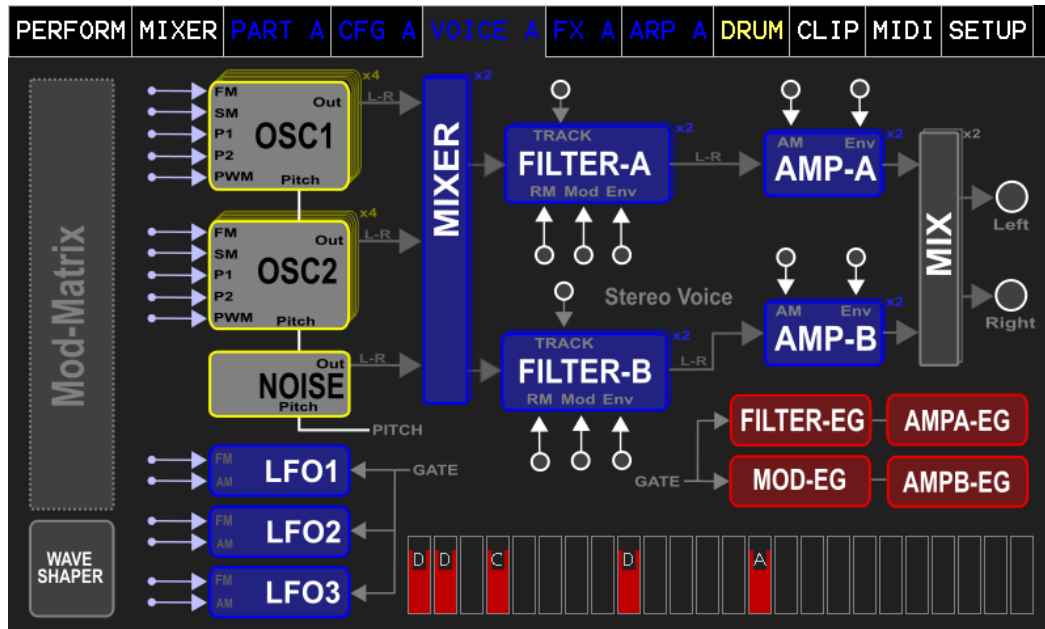 PERFORM MIXER PART A CFG A VOICE A FX A ARP A DRUM CLIP MIDI SETUP
Mod-Matrix
WAVE
SHAPER
x4
FM
SM
P1
P2
PWM
Out
OSC1
Pitch
L-R
x4
FM
SM
P1
P2
PWM
Out
OSC2
Pitch
L-R
Out
NOISE
Pitch
L-R
PITCH
FM
AM
LFO1
GATE
FM
AM
LFO2
FM
AM
LFO3
x2
MIXER
x2
TRACK
FILTER-A
RM Mod Env
L-R
x2
AM Env
AMP-A
Stereo Voice
x2
TRACK
FILTER-B
RM Mod Env
L-R
x2
AM Env
AMP-B
x2
MIX
Left
Right
GATE
FILTER-EG
AMPA-EG
MOD-EG
AMPB-EG
D D C D A